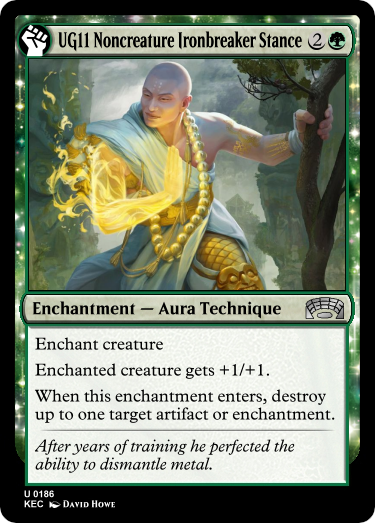 UG11 Noncreature Ironbreaker Stance 2
Enchantment — Aura Technique
Enchant creature
Enchanted creature gets +1/+1.
When this enchantment enters, destroy
up to one target artifact or enchantment.
After years of training he perfected the
ability to dismantle metal.
U 0186
KEC David Howe